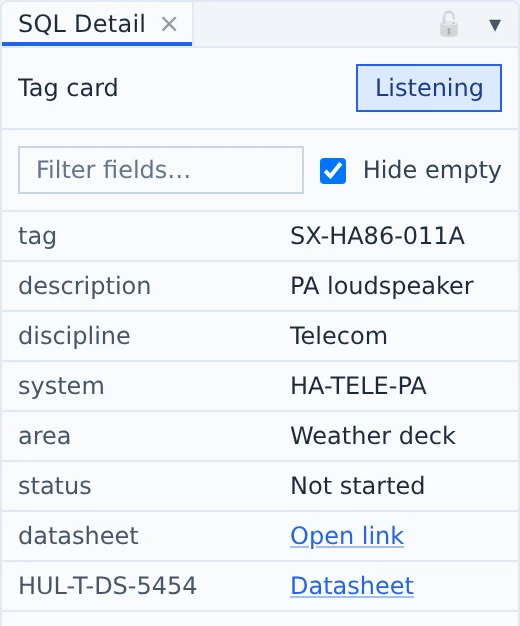 SQL Detail
Tag card Listening
Filter fields... Hide empty
tag SX-HA86-011A
description PA loudspeaker
discipline Telecom
system HA-TELE-PA
area Weather deck
status Not started
datasheet Open link
HUL-T-DS-5454 Datasheet